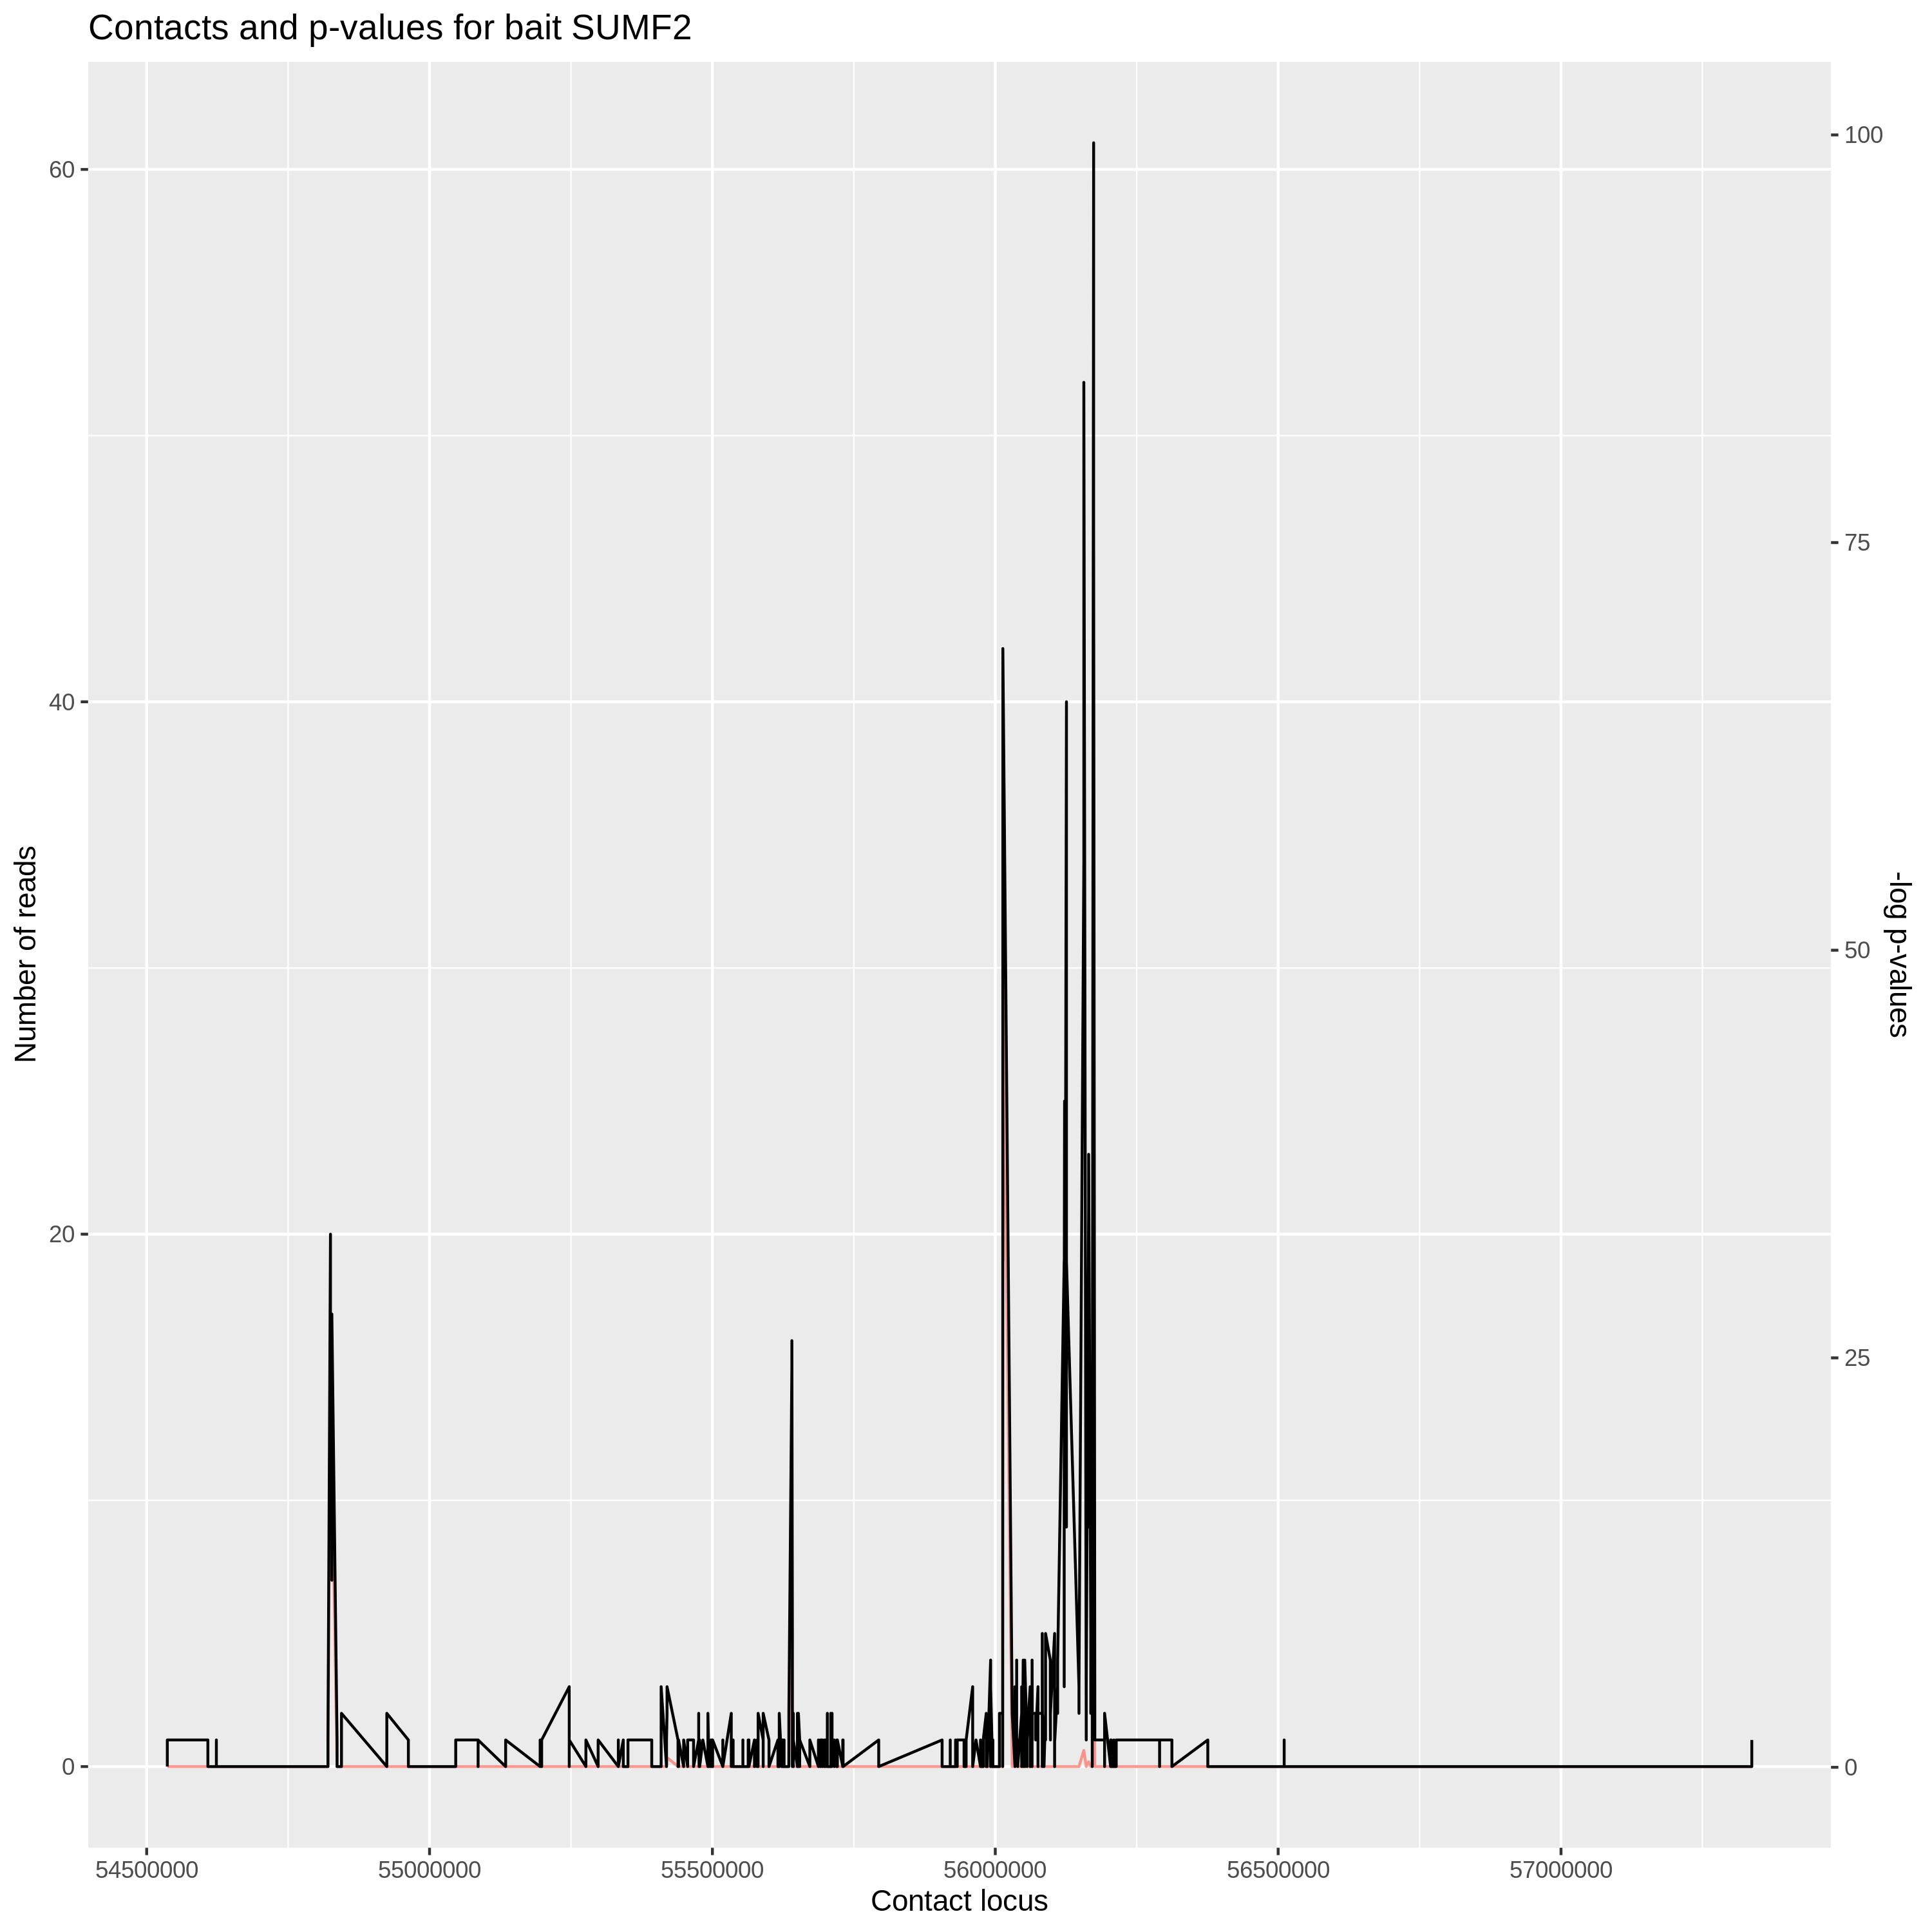 Contacts and p-values for bait SUMF2
60
40
20
0
100
75
50
25
0
Number of reads
-log p-values
54500000 55000000 55500000 56000000 56500000 57000000
Contact locus